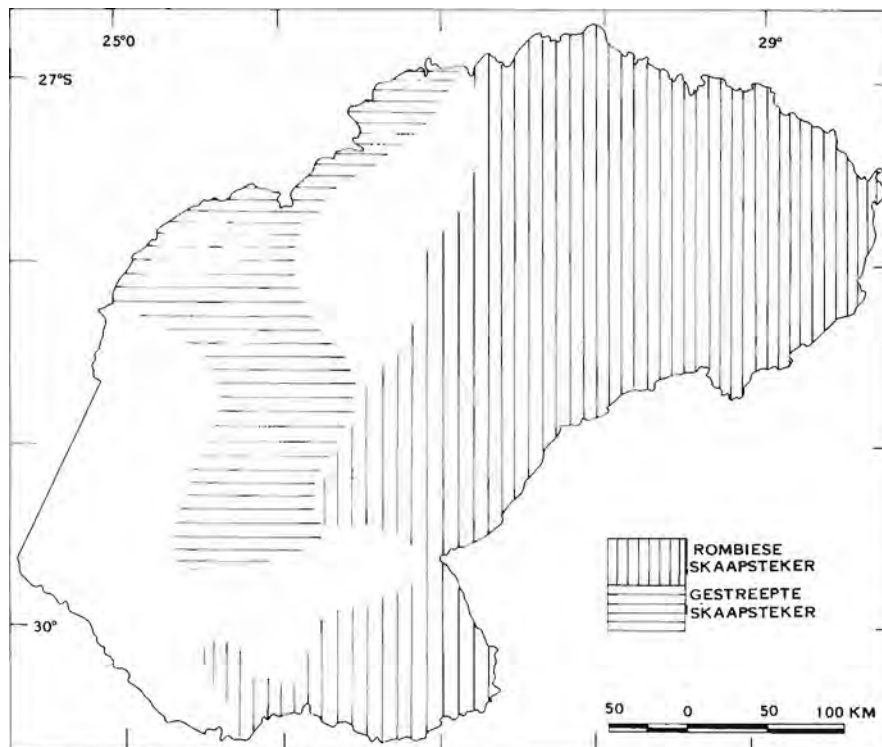 25°0
29°
27°S
30°
ROMBIESE
SKAAPSTEKER
GESTREEPTE
SKAAPSTEKER
50 0 50 100 KM